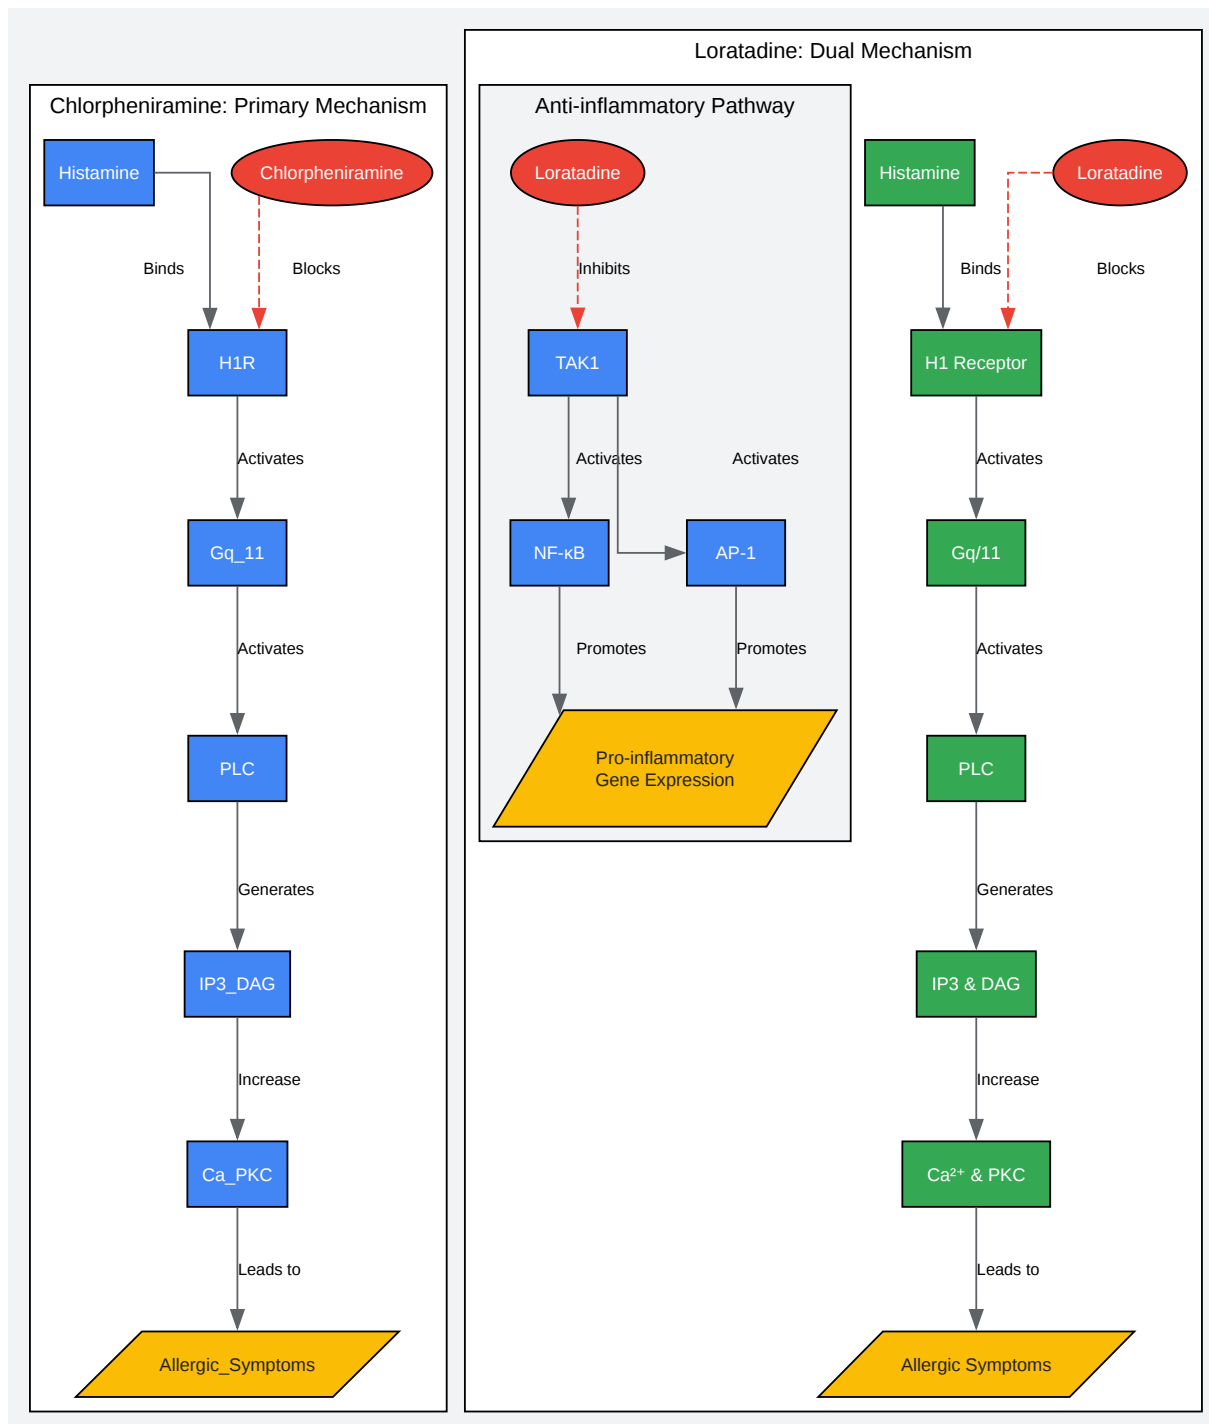 Loratadine: Dual Mechanism
Chlorpheniramine: Primary Mechanism
Histamine
Chlorpheniramine
Binds
Blocks
H1R
Activates
Gq_11
Activates
PLC
Generates
IP3_DAG
Increase
Ca_PKC
Leads to
Allergic_Symptoms
Anti-inflammatory Pathway
Loratadine
Inhibits
TAK1
Activates
Activates
NF-κB
AP-1
Promotes
Promotes
Pro-inflammatory
Gene Expression
Histamine
Loratadine
Binds
Blocks
H1 Receptor
Activates
Gq/11
Activates
PLC
Generates
IP3 & DAG
Increase
Ca²⁺ & PKC
Leads to
Allergic Symptoms